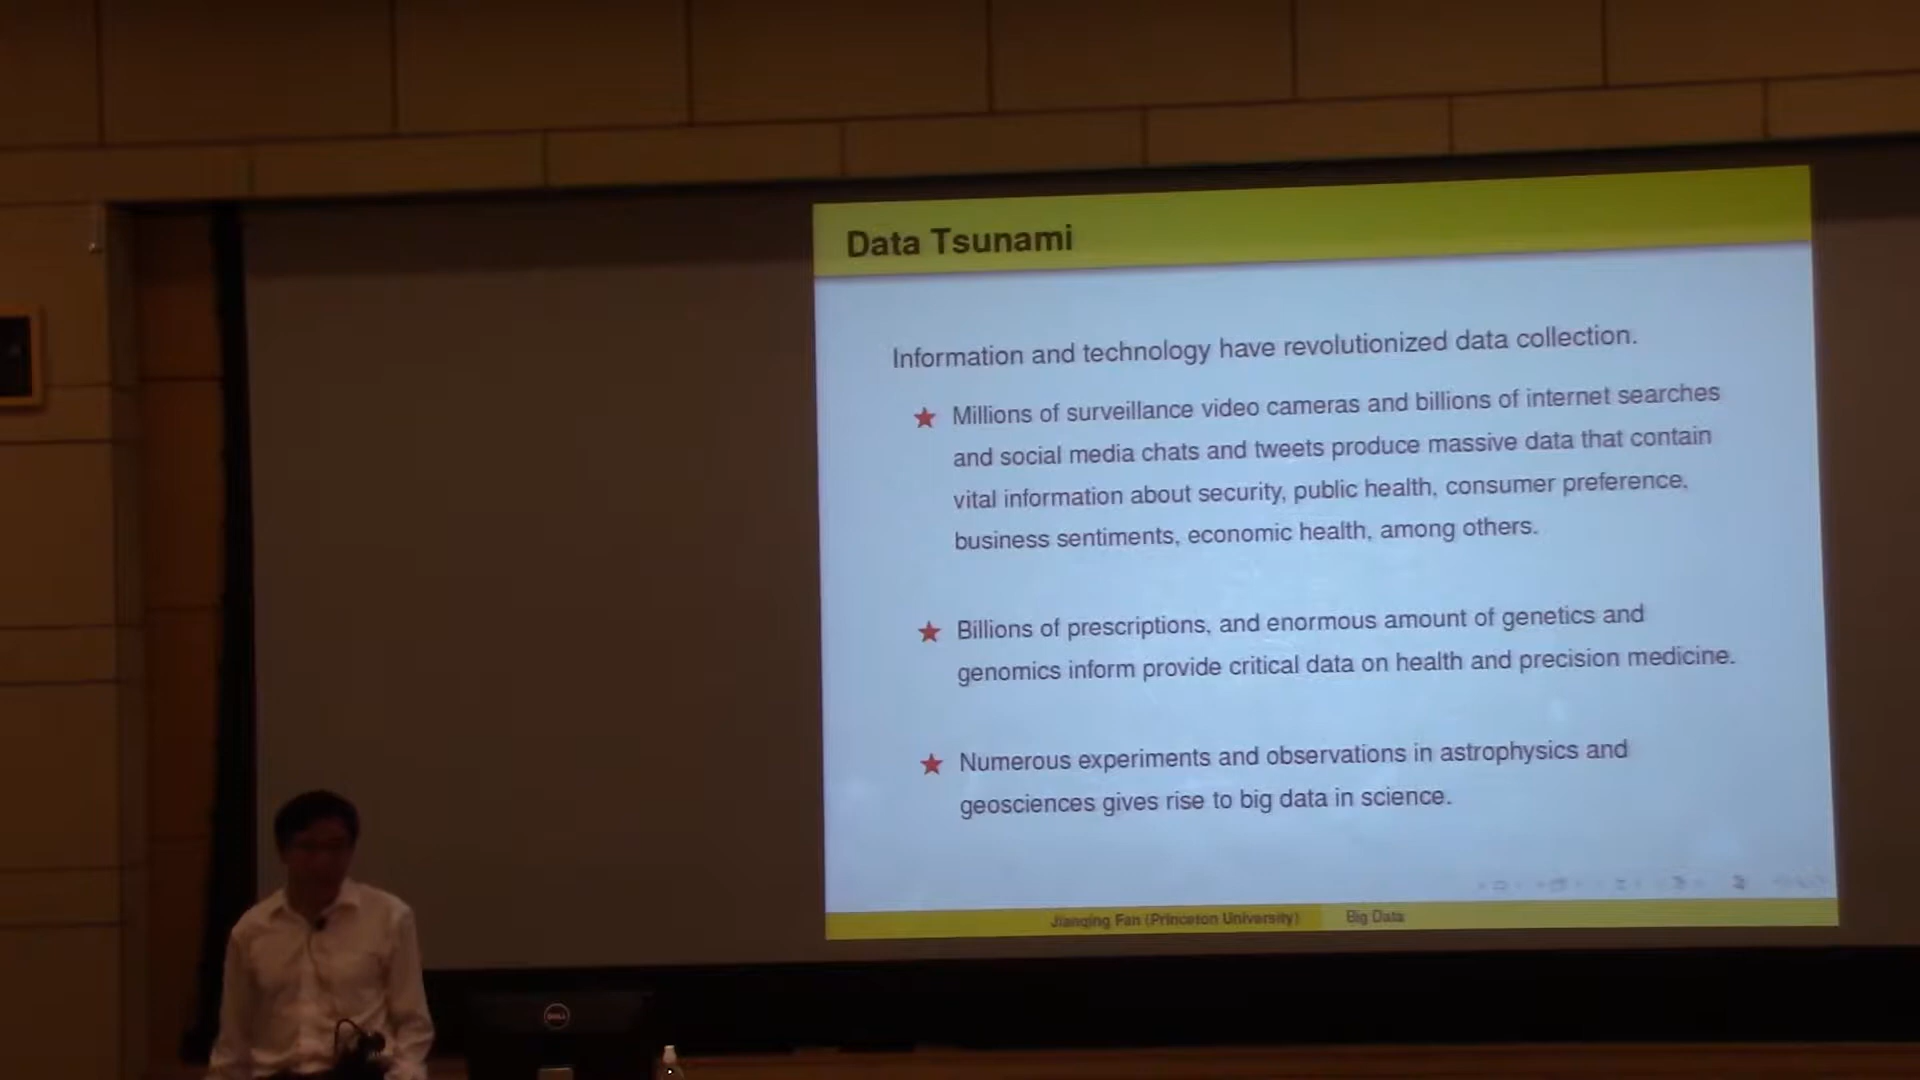 Data Tsunami
Information and technology have revolutionized data collection.
★ Millions of surveillance video cameras and billions of internet searches
and social media chats and tweets produce massive data that contain
vital information about security, public health, consumer preference,
business sentiments, economic health, among others.
★ Billions of prescriptions, and enormous amount of genetics and
genomics inform provide critical data on health and precision medicine.
★ Numerous experiments and observations in astrophysics and
geosciences gives rise to big data in science.
Jianqing Fan (Princeton University) Big Data
DELL